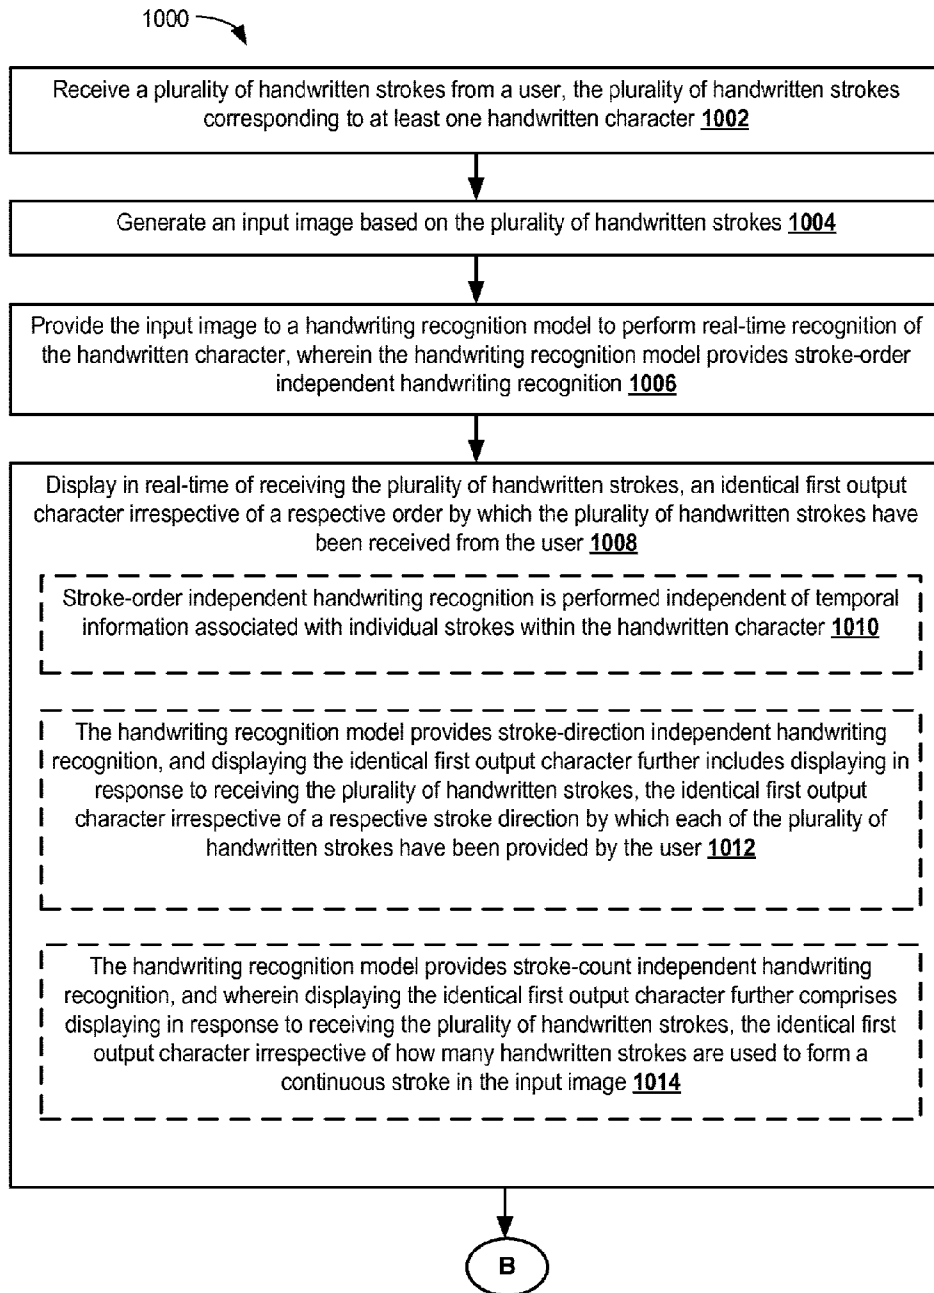 1000
Receive a plurality of handwritten strokes from a user, the plurality of handwritten strokes
corresponding to at least one handwritten character 1002
Generate an input image based on the plurality of handwritten strokes 1004
Provide the input image to a handwriting recognition model to perform real-time recognition of
the handwritten character, wherein the handwriting recognition model provides stroke-order
independent handwriting recognition 1006
Display in real-time of receiving the plurality of handwritten strokes, an identical first output
character irrespective of a respective order by which the plurality of handwritten strokes have
been received from the user 1008
Stroke-order independent handwriting recognition is performed independent of temporal
information associated with individual strokes within the handwritten character 1010
The handwriting recognition model provides stroke-direction independent handwriting
recognition, and displaying the identical first output character further includes displaying in
response to receiving the plurality of handwritten strokes, the identical first output
character irrespective of a respective stroke direction by which each of the plurality of
handwritten strokes have been provided by the user 1012
The handwriting recognition model provides stroke-count independent handwriting
recognition, and wherein displaying the identical first output character further comprises
displaying in response to receiving the plurality of handwritten strokes, the identical first
output character irrespective of how many handwritten strokes are used to form a
continuous stroke in the input image 1014
B